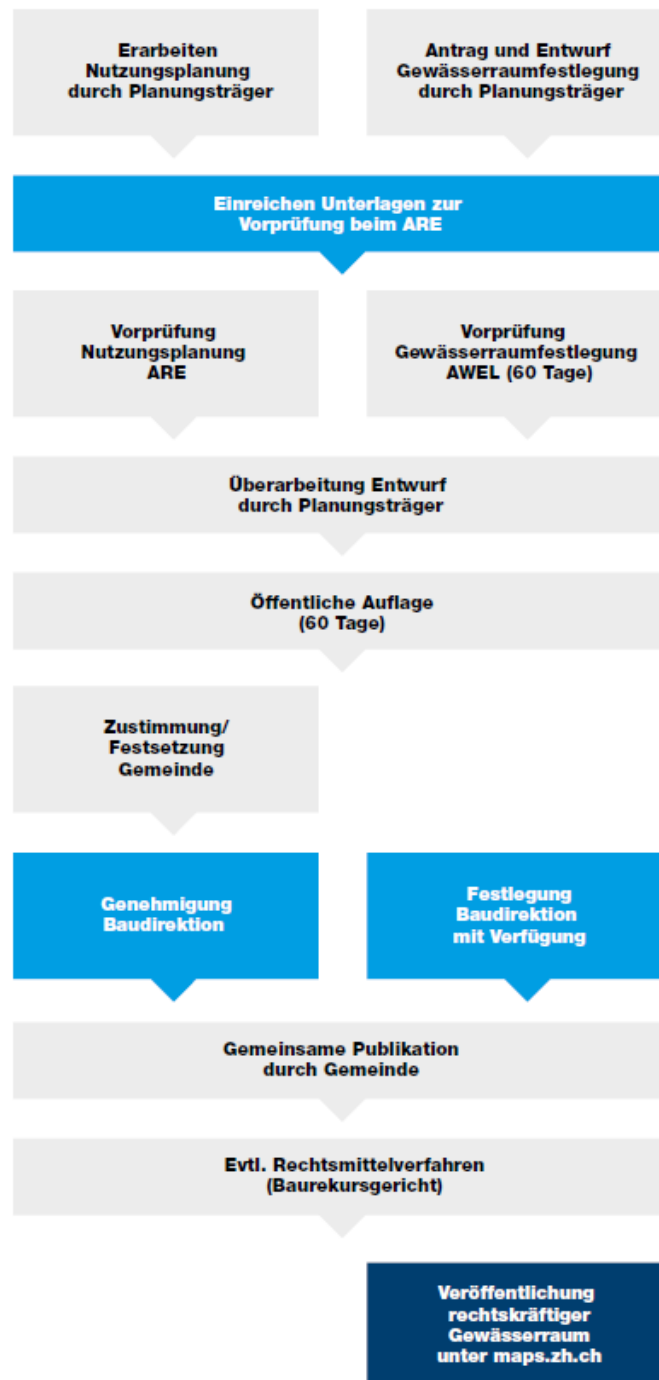 Erarbeiten
Nutzungsplanung
durch Planungsträger
Antrag und Entwurf
Gewässerraumfestlegung
durch Planungsträger
Einreichen Unterlagen zur
Vorprüfung beim ARE
Vorprüfung
Nutzungsplanung
ARE
Vorprüfung
Gewässerraumfestlegung
AWEL (60 Tage)
Überarbeitung Entwurf
durch Planungsträger
Öffentliche Auflage
(60 Tage)
Zustimmung/
Festsetzung
Gemeinde
Genehmigung
Baudirektion
Festlegung
Baudirektion
mit Verfügung
Gemeinsame Publikation
durch Gemeinde
Evtl. Rechtsmittelverfahren
(Baurekursgericht)
Veröffentlichung
rechtskräftiger
Gewässerraum
unter maps.zh.ch